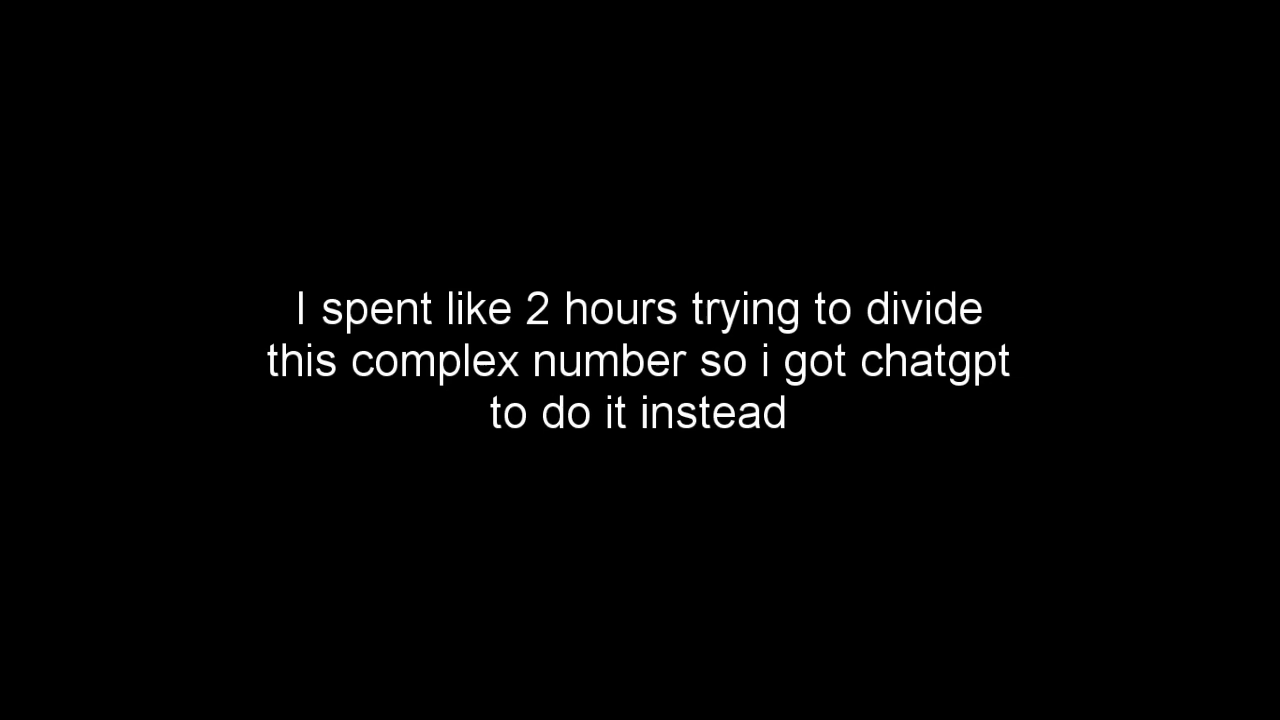 I spent like 2 hours trying to divide
this complex number so i got chatgpt
to do it instead